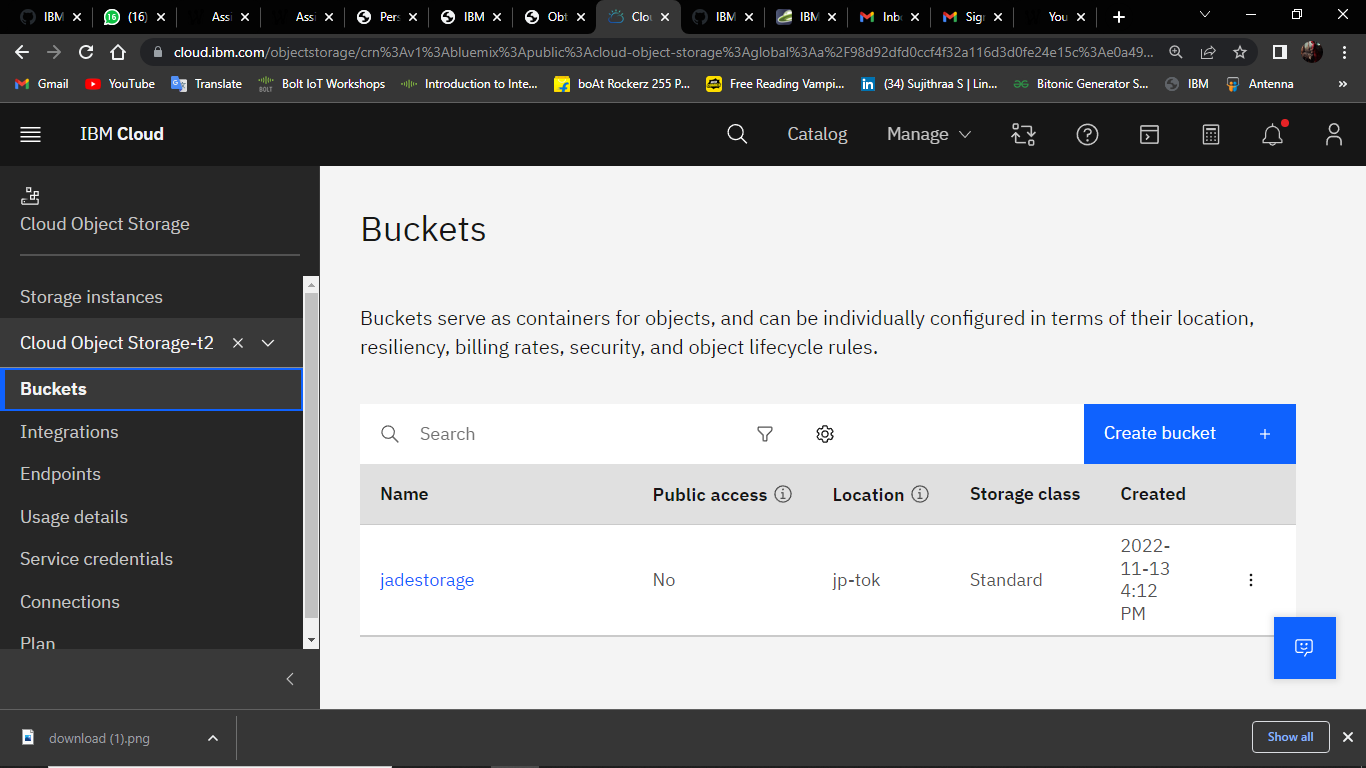 IBM
(16)
Assi
Assi
Pers
IBM
Obt
Clou
IBM
IBM
Inbo
Sign
You
cloud.ibm.com/objectstorage/crn%3Av1%3Abluemix%3Apublic%3Acloud-object-storage%3Aglobal%3Aa%2F98d92dfd0ccf4f32a116d3d0fe24e15c%3Ae0a49...
Gmail
YouTube
Translate
Bolt IoT Workshops
Introduction to Inte...
boAt Rockerz 255 P...
Free Reading Vampi...
(34) Sujithraa S | Lin...
Bitonic Generator S...
IBM
Antenna
»
IBM Cloud
Catalog
Manage
Cloud Object Storage
Storage instances
Cloud Object Storage-t2
Buckets
Integrations
Endpoints
Usage details
Service credentials
Connections
Plan
Buckets
Buckets serve as containers for objects, and can be individually configured in terms of their location,
resiliency, billing rates, security, and object lifecycle rules.
Search
Create bucket +
Name Public access Location Storage class Created
jadestorage No jp-tok Standard 2022-
11-13
4:12
PM
download (1).png
Show all